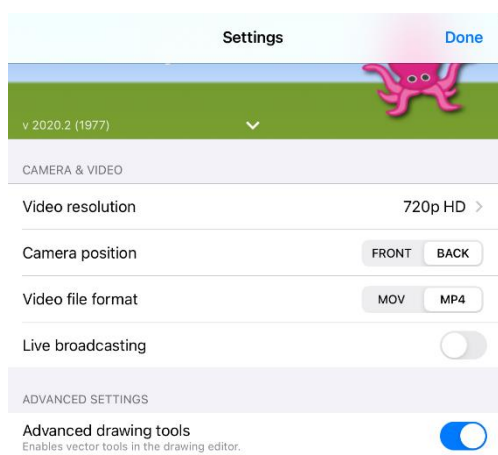 Settings
Done
v 2020.2 (1977)
CAMERA & VIDEO
Video resolution
720p HD
Camera position
FRONT
BACK
Video file format
MOV
MP4
Live broadcasting
ADVANCED SETTINGS
Advanced drawing tools
Enables vector tools in the drawing editor.